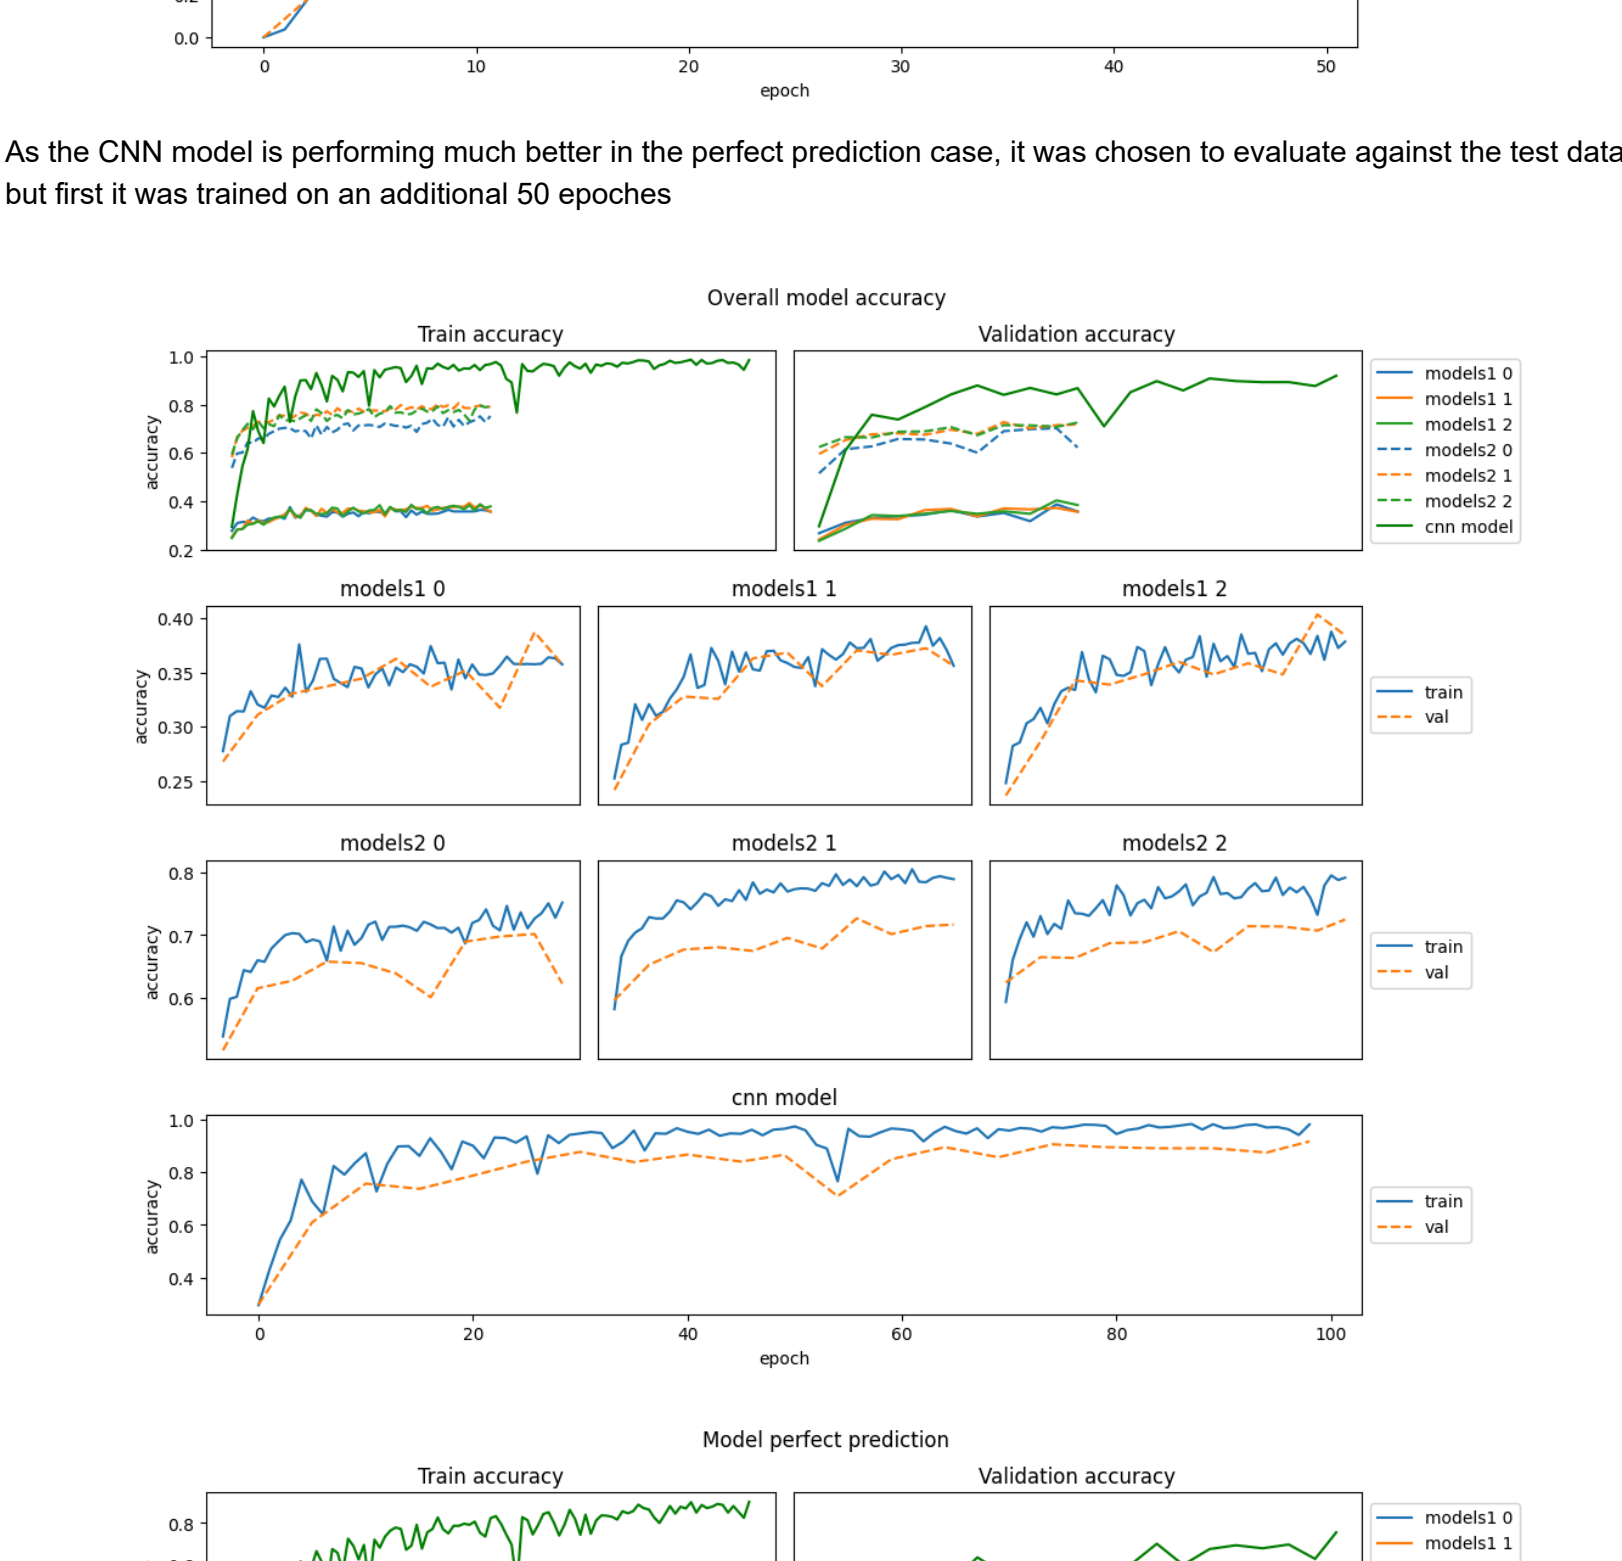 0.0
0 10 20 30 40 50
epoch
As the CNN model is performing much better in the perfect prediction case, it was chosen to evaluate against the test data
but first it was trained on an additional 50 epoches
Overall model accuracy
Train accuracy
Validation accuracy
1.0
0.8
0.6
0.4
0.2
accuracy
models1 0
models1 1
models1 2
models2 0
models2 1
models2 2
cnn model
models1 0
models1 1
models1 2
0.40
0.35
0.30
0.25
accuracy
train
val
models2 0
models2 1
models2 2
0.8
0.7
0.6
accuracy
train
val
cnn model
1.0
0.8
0.6
0.4
accuracy
train
val
0 20 40 60 80 100
epoch
Model perfect prediction
Train accuracy
Validation accuracy
0.8
models1 0
models1 1